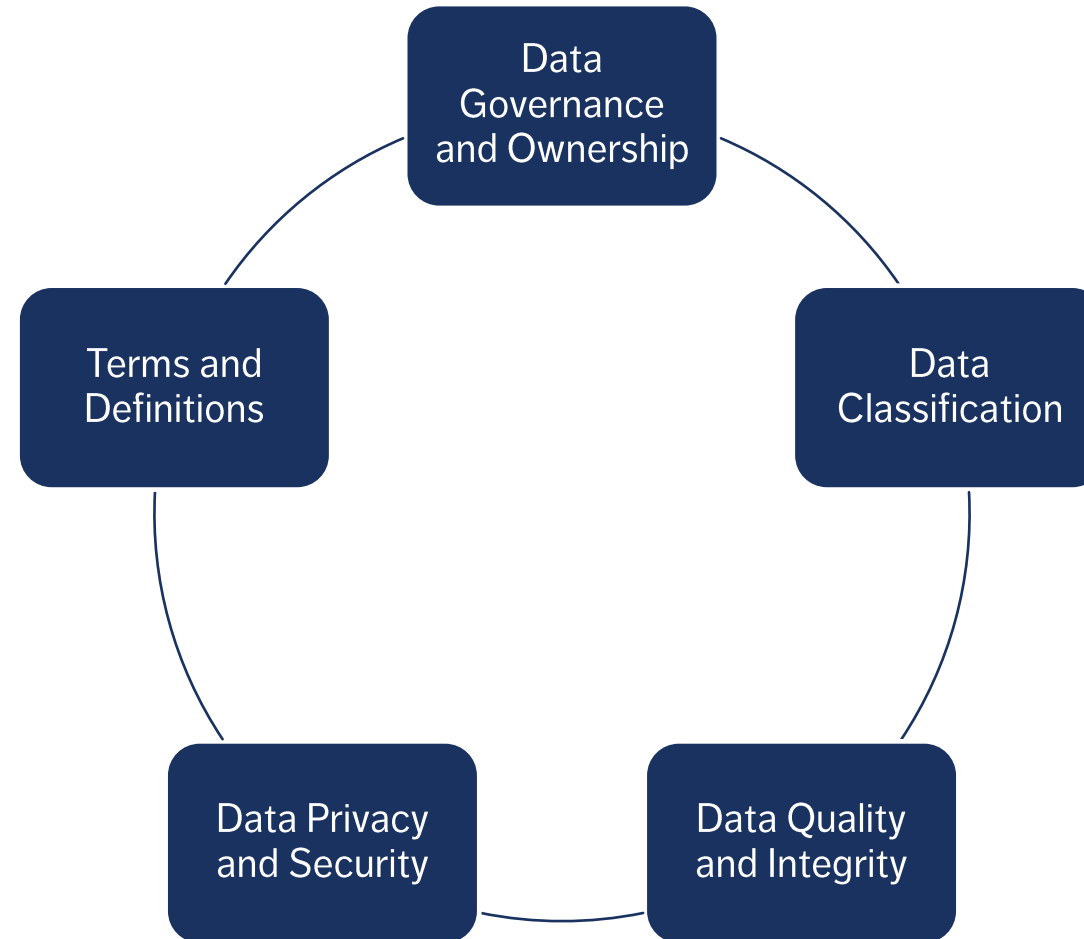 Data
Governance
and Ownership
Terms and
Definitions
Data
Classification
Data Privacy
and Security
Data Quality
and Integrity